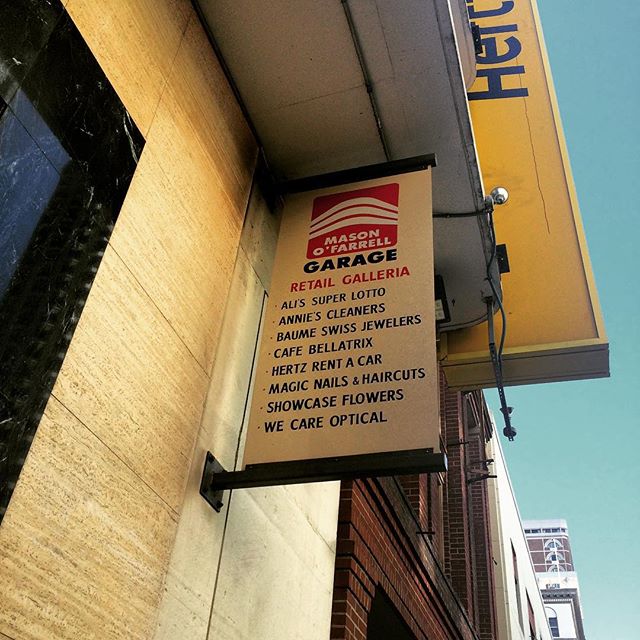 Hertz
MASON
O'FARRELL
GARAGE
RETAIL GALLERIA
· ALI'S SUPER LOTTO
· ANNIE'S CLEANERS
· BAUME SWISS JEWELERS
· CAFE BELLATRIX
· HERTZ RENT A CAR
· MAGIC NAILS & HAIRCUTS
· SHOWCASE FLOWERS
· WE CARE OPTICAL